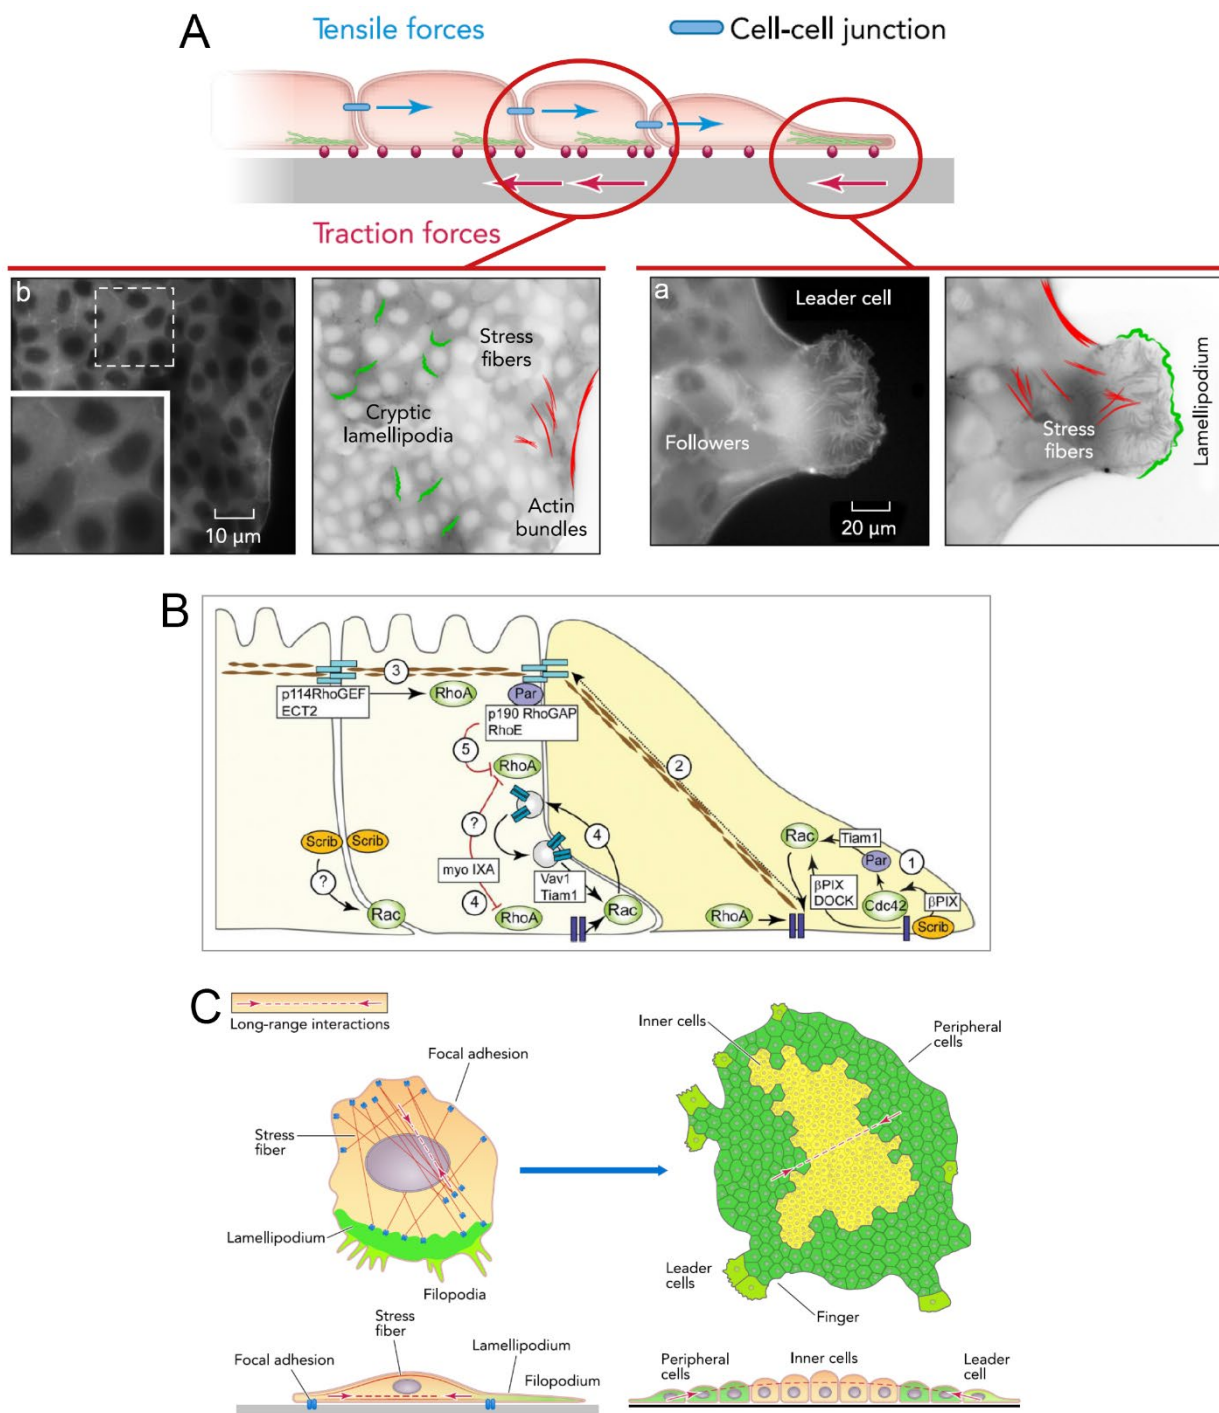 A
Tensile forces
Cell-cell junction
Traction forces
b
10 µm
Stress
fibers
Cryptic
lamellipodia
Actin
bundles
a
Leader cell
Followers
20 µm
Stress
fibers
Lamellipodium
B
3
p114RhoGEF
ECT2
RhoA
Par
p190 RhoGAP
RhoE
5
RhoA
2
?
4
Scrib
Scrib
?
myo IXA
4
Vav1
Tiam1
Rac
Rac
RhoA
RhoA
Rac
Tiam1
Par
1
βPIX
DOCK
Cdc42
βPIX
Scrib
C
Long-range interactions
Focal adhesion
Stress
fiber
Lamellipodium
Filopodia
Inner cells
Peripheral
cells
Leader
cells
Finger
Stress
fiber
Focal adhesion
Lamellipodium
Filopodium
Peripheral
cells
Inner cells
Leader
cell